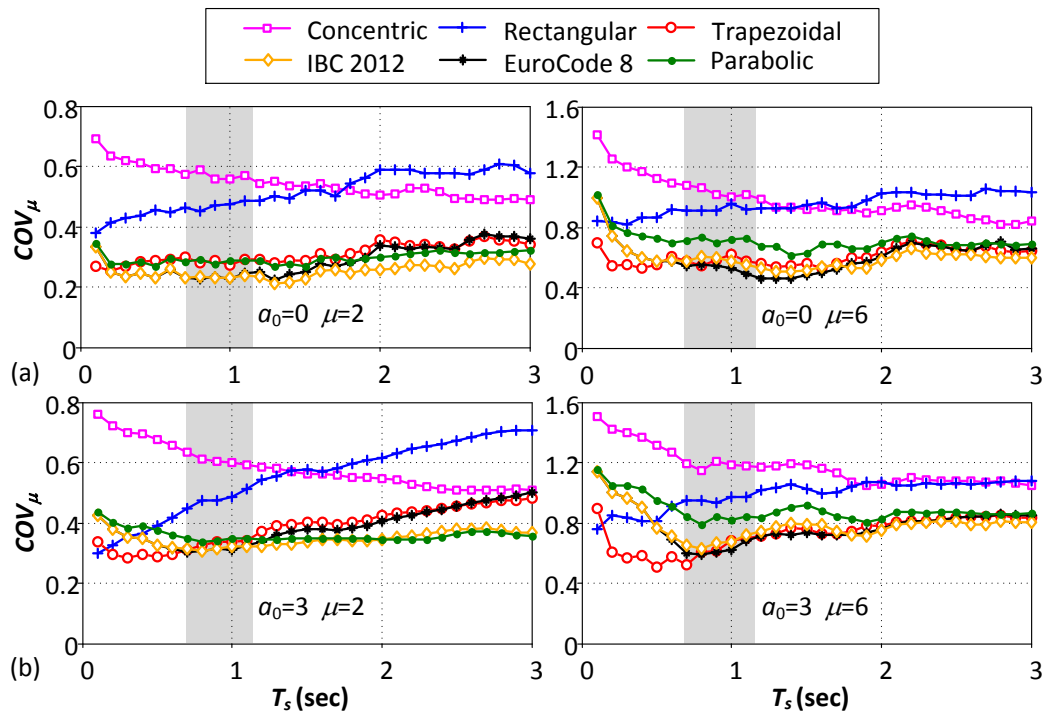 Concentric Rectangular Trapezoidal
IBC 2012 EuroCode 8 Parabolic
0.8 1.6
0.6 1.2
0.4 0.8
0.2 0.4
0 0
COVμ
a0=0 μ=2 a0=0 μ=6
(a) 0 1 2 3 0 1 2 3
0.8 1.6
0.6 1.2
0.4 0.8
0.2 0.4
0 0
COVμ
a0=3 μ=2 a0=3 μ=6
(b) 0 1 2 3 0 1 2 3
Ts (sec) Ts (sec)